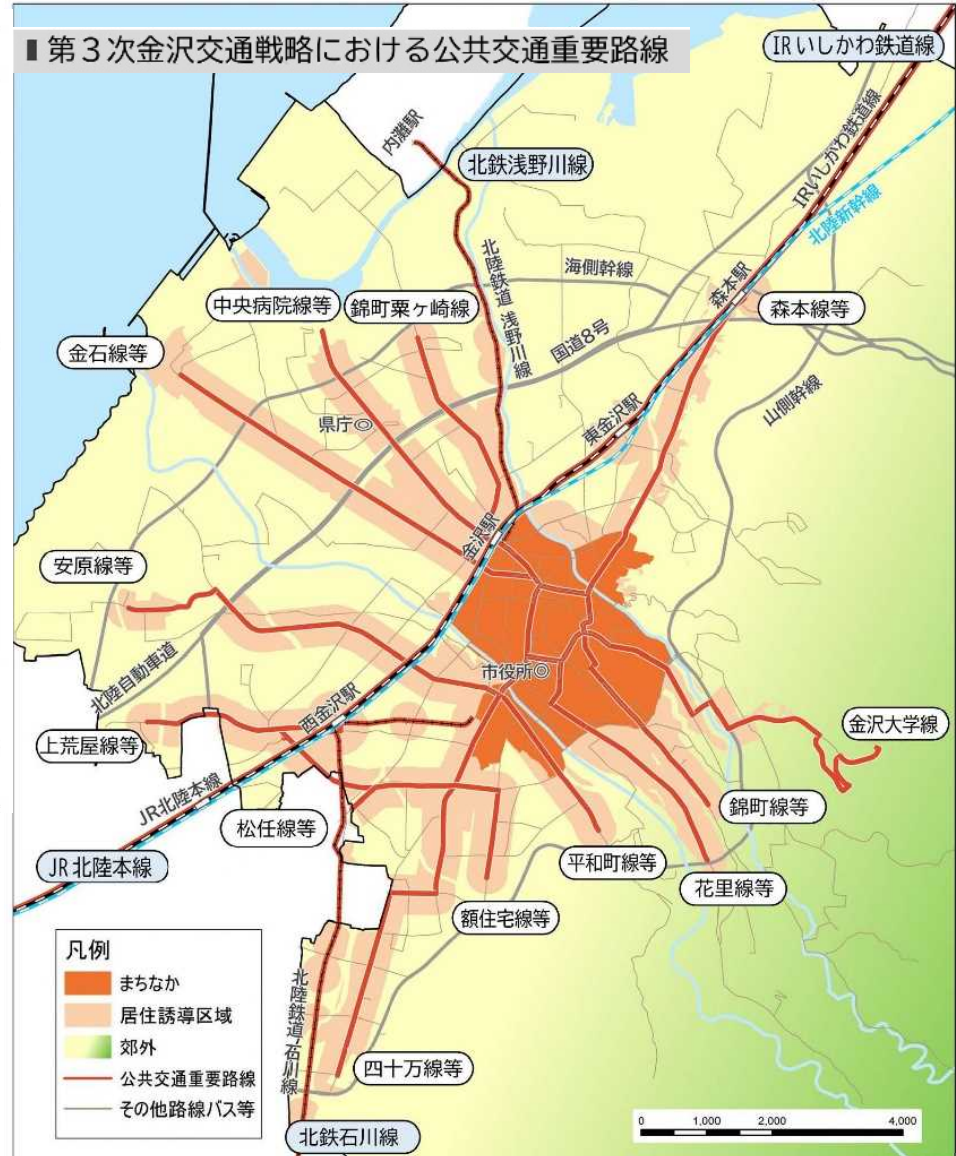 ■ 第3次金沢交通戦略における公共交通重要路線
IRいしかわ鉄道線
内灘駅
北鉄浅野川線
IRいしかわ鉄道線
北陸新幹線
北陸鉄道 浅野川線
海側幹線
森本駅
中央病院線等
錦町粟ヶ崎線
森本線等
国道8号
金石線等
山側幹線
県庁◎
東金沢駅
金沢駅
安原線等
市役所◎
北陸自動車道
西金沢駅
上荒屋線等
金沢大学線
JR北陸本線
錦町線等
松任線等
平和町線等
JR北陸本線
花里線等
額住宅線等
凡例
まちなか
居住誘導区域
郊外
公共交通重要路線
その他路線バス等
北陸鉄道・石川線
四十万線等
北鉄石川線
0 1,000 2,000 4,000